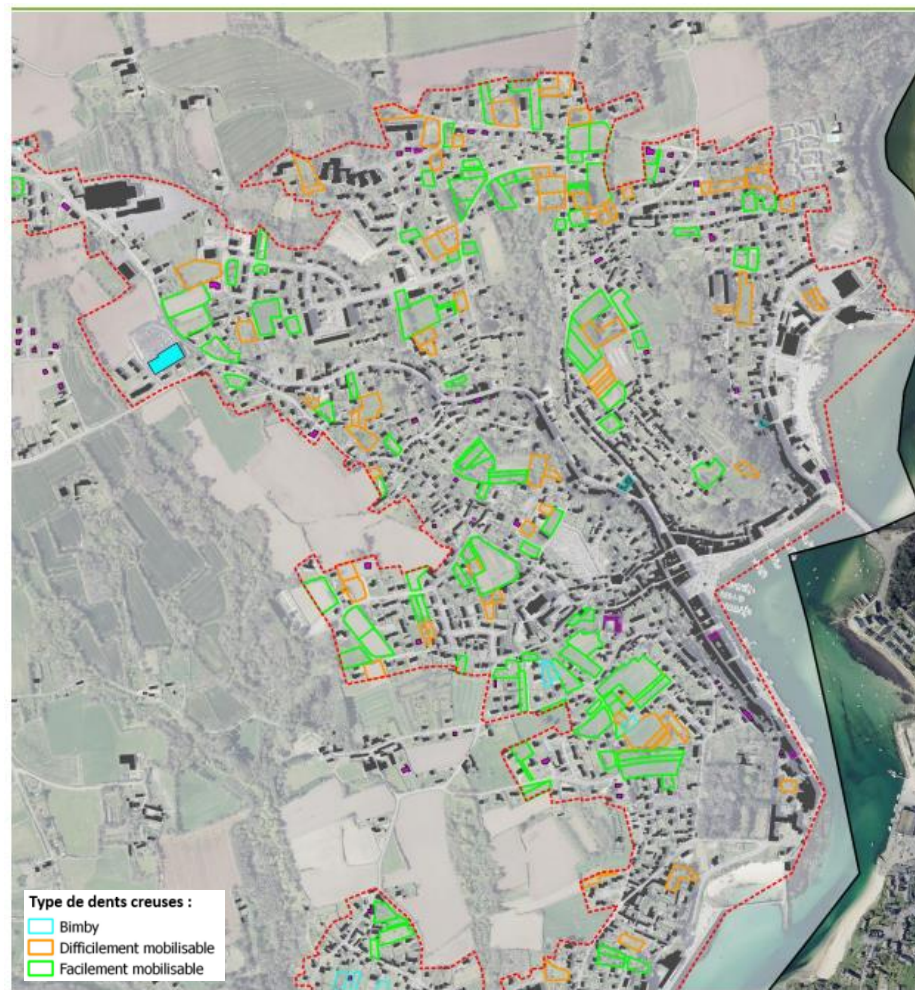 Type de dents creuses :
Bimby
Difficilement mobilisable
Facilement mobilisable